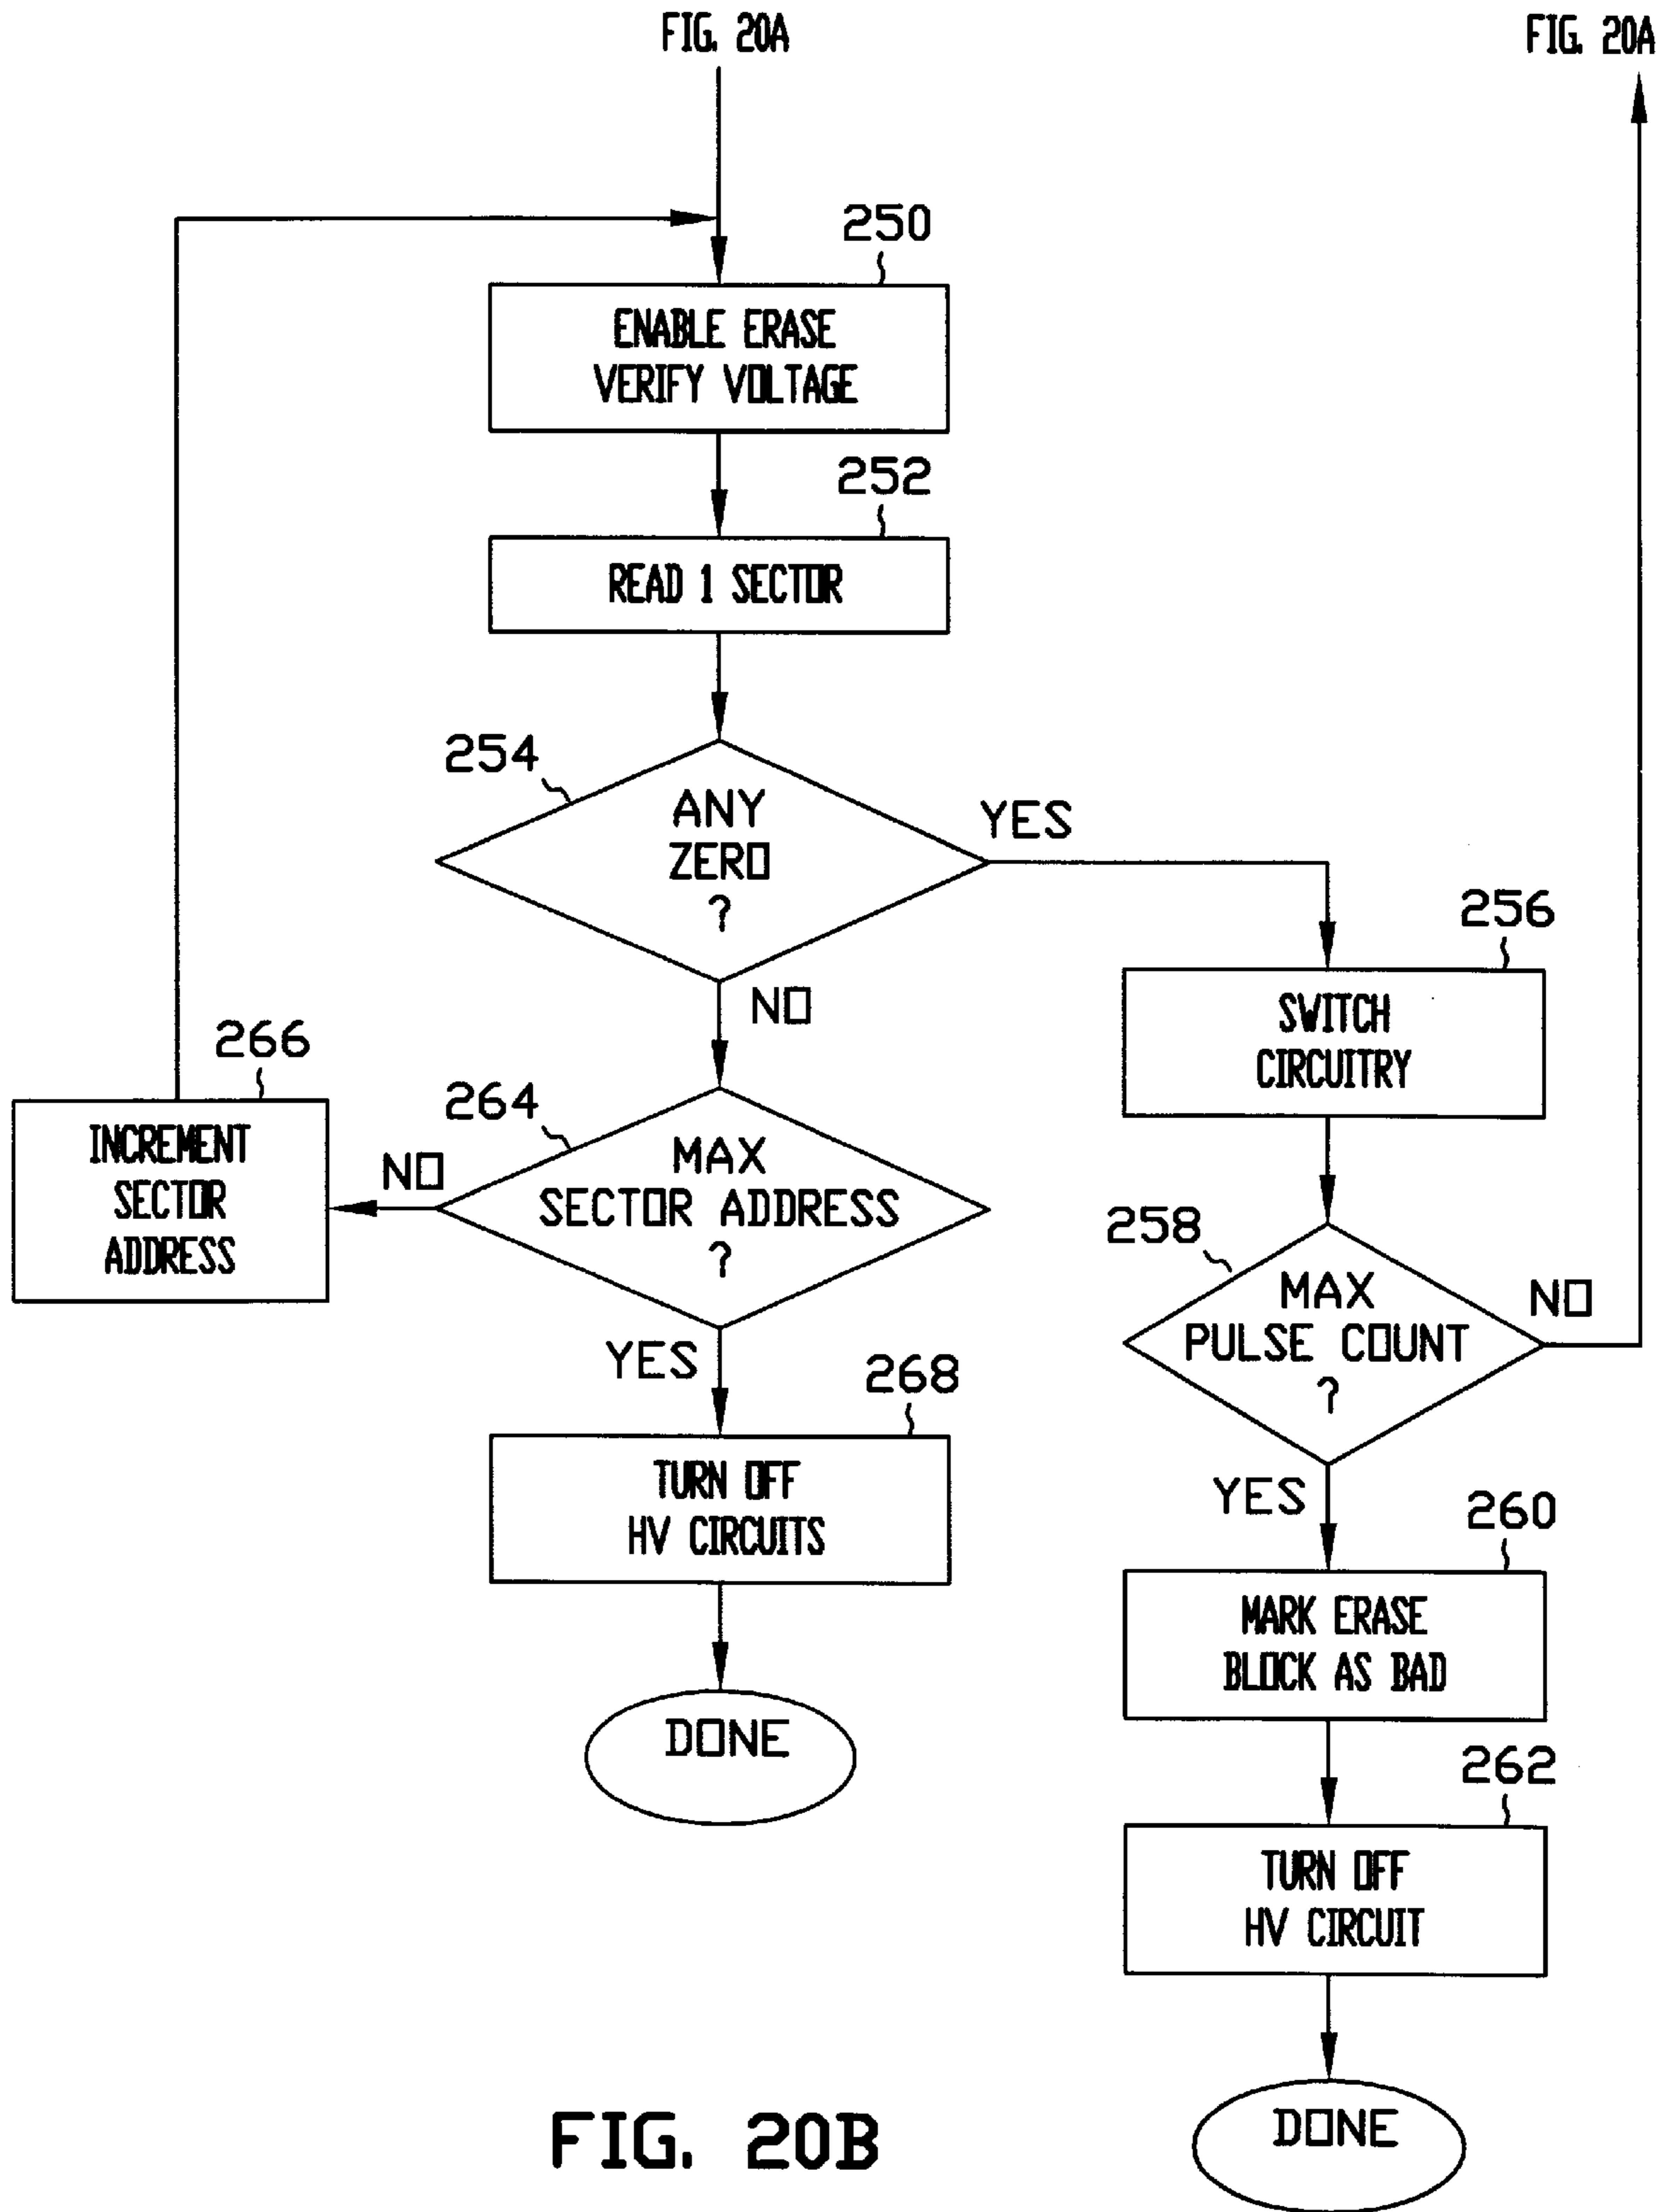 FIG. 20A
FIG. 20A
250
ENABLE ERASE
VERIFY VOLTAGE
252
READ 1 SECTOR
254
ANY
ZERO
?
YES
NO
256
SWITCH
CIRCUITRY
266
INCREMENT
SECTOR
ADDRESS
NO
264
MAX
SECTOR ADDRESS
?
YES
258
MAX
PULSE COUNT
?
NO
YES
268
TURN OFF
HV CIRCUITS
DONE
260
MARK ERASE
BLOCK AS BAD
262
TURN OFF
HV CIRCUIT
DONE
FIG. 20B